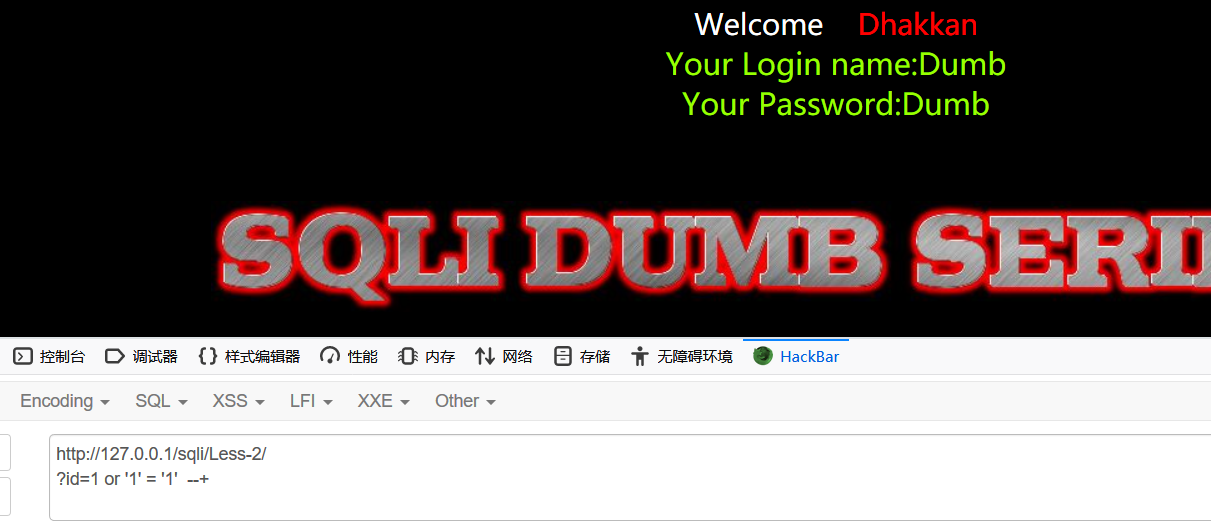 Welcome Dhakkan
Your Login name:Dumb
Your Password:Dumb
SQLI DUMB SERI
控制台 调试器 样式编辑器 性能 内存 网络 存储 无障碍环境 HackBar
Encoding SQL XSS LFI XXE Other
http://127.0.0.1/sqli/Less-2/
?id=1 or '1' = '1' --+